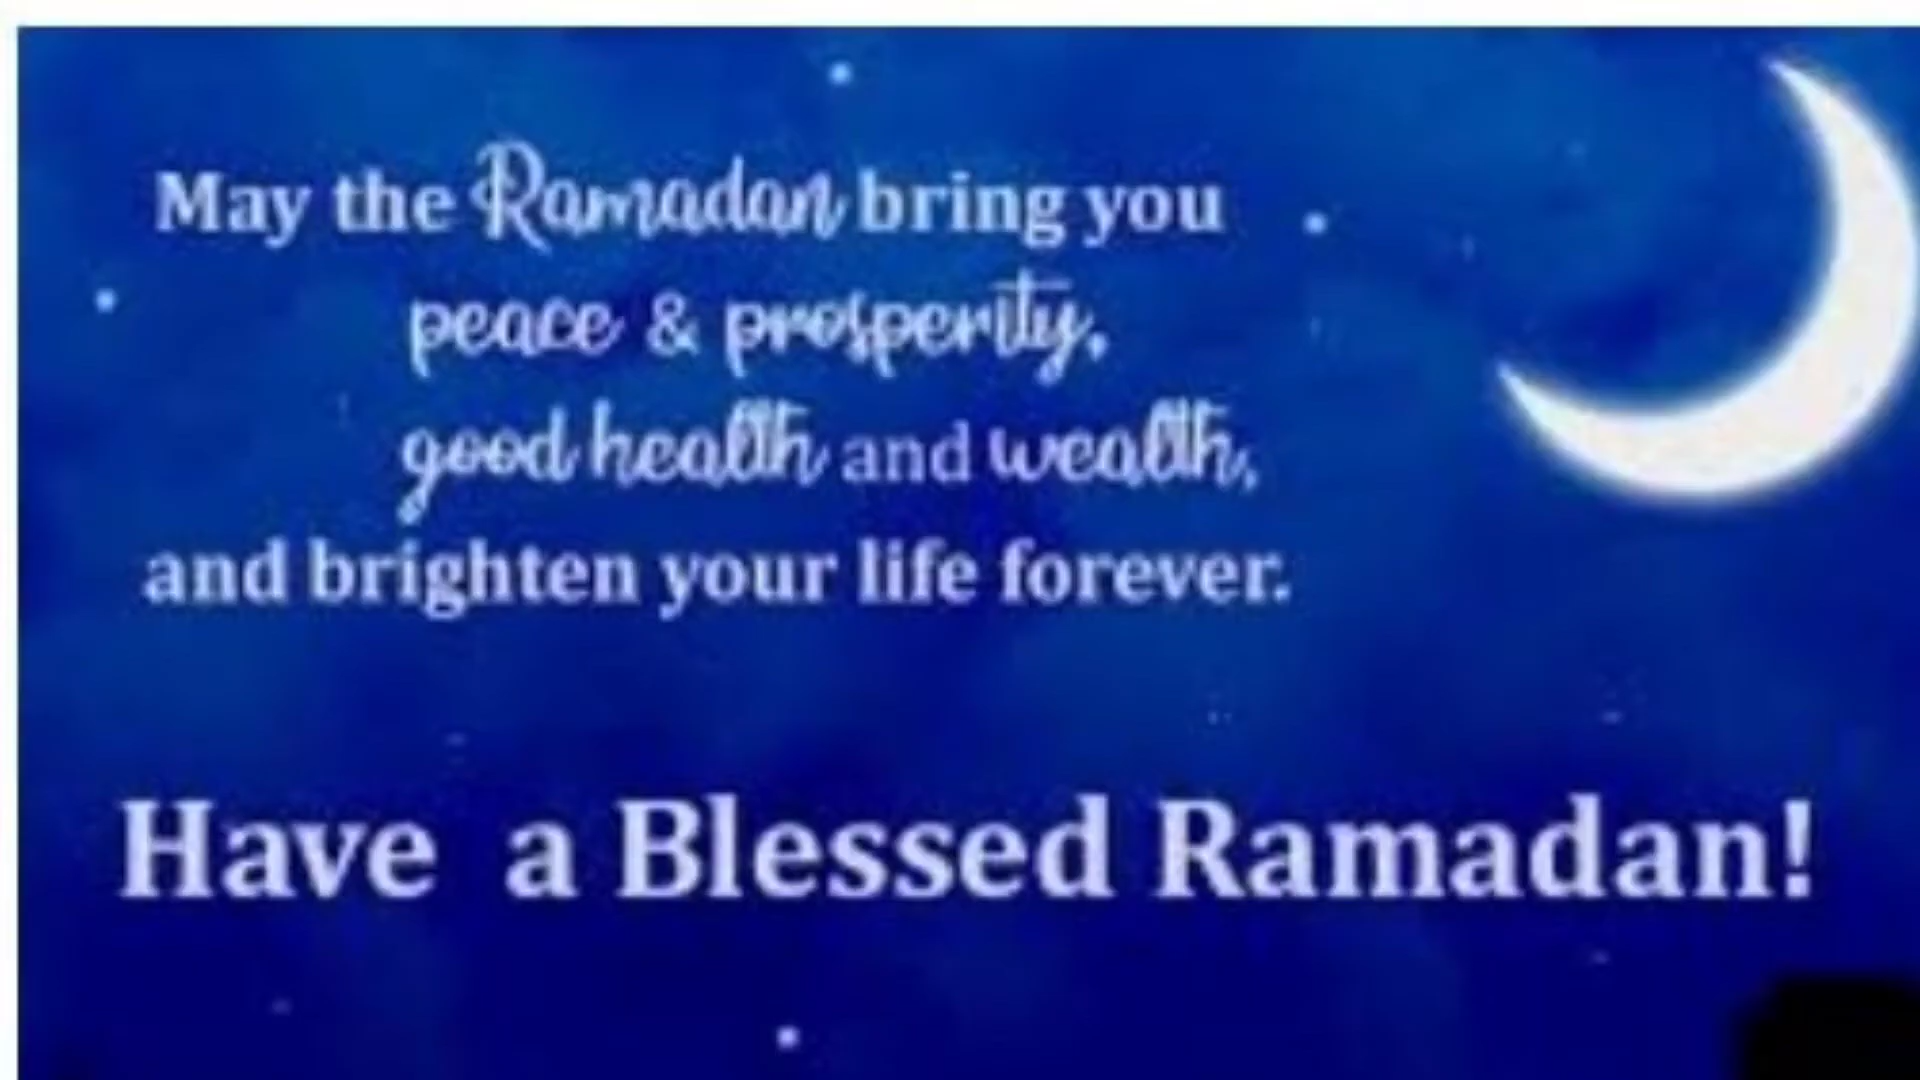 May the Ramadan bring you
peace & prosperity,
good health and wealth,
and brighten your life forever.
Have a Blessed Ramadan!